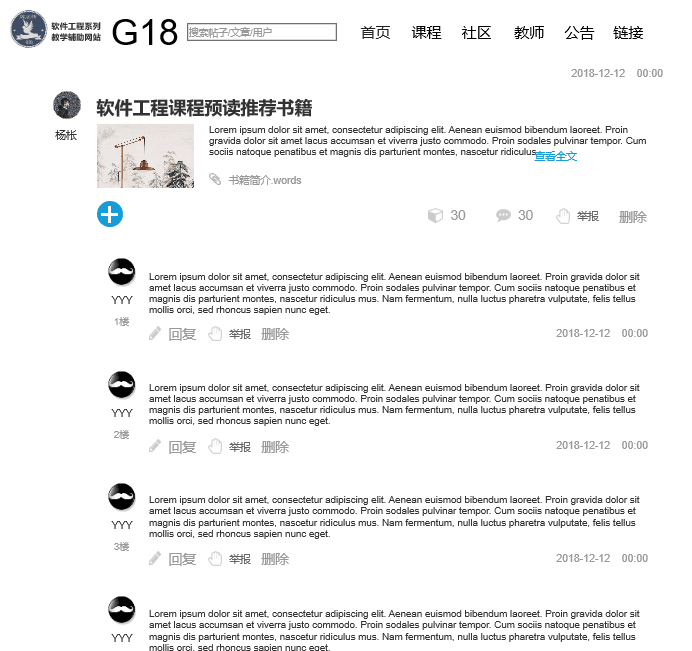 软件工程系列
教学辅助网站
G18
搜索帖子/文章/用户
首页 课程 社区 教师 公告 链接
2018-12-12 00:00
软件工程课程预读推荐书籍
杨枨
Lorem ipsum dolor sit amet, consectetur adipiscing elit. Aenean euismod bibendum laoreet. Proin
gravida dolor sit amet lacus accumsan et viverra justo commodo. Proin sodales pulvinar tempor. Cum
sociis natoque penatibus et magnis dis parturient montes, nascetur ridiculus
查看全文
书籍简介.words
30 30 举报 删除
YYY
1楼
Lorem ipsum dolor sit amet, consectetur adipiscing elit. Aenean euismod bibendum laoreet. Proin gravida dolor sit
amet lacus accumsan et viverra justo commodo. Proin sodales pulvinar tempor. Cum sociis natoque penatibus et
magnis dis parturient montes, nascetur ridiculus mus. Nam fermentum, nulla luctus pharetra vulputate, felis tellus
mollis orci, sed rhoncus sapien nunc eget.
回复 举报 删除 2018-12-12 00:00
YYY
2楼
Lorem ipsum dolor sit amet, consectetur adipiscing elit. Aenean euismod bibendum laoreet. Proin gravida dolor sit
amet lacus accumsan et viverra justo commodo. Proin sodales pulvinar tempor. Cum sociis natoque penatibus et
magnis dis parturient montes, nascetur ridiculus mus. Nam fermentum, nulla luctus pharetra vulputate, felis tellus
mollis orci, sed rhoncus sapien nunc eget.
回复 举报 删除 2018-12-12 00:00
YYY
3楼
Lorem ipsum dolor sit amet, consectetur adipiscing elit. Aenean euismod bibendum laoreet. Proin gravida dolor sit
amet lacus accumsan et viverra justo commodo. Proin sodales pulvinar tempor. Cum sociis natoque penatibus et
magnis dis parturient montes, nascetur ridiculus mus. Nam fermentum, nulla luctus pharetra vulputate, felis tellus
mollis orci, sed rhoncus sapien nunc eget.
回复 举报 删除 2018-12-12 00:00
YYY
Lorem ipsum dolor sit amet, consectetur adipiscing elit. Aenean euismod bibendum laoreet. Proin gravida dolor sit
amet lacus accumsan et viverra justo commodo. Proin sodales pulvinar tempor. Cum sociis natoque penatibus et
magnis dis parturient montes, nascetur ridiculus mus. Nam fermentum, nulla luctus pharetra vulputate, felis tellus
mollis orci, sed rhoncus sapien nunc eget.